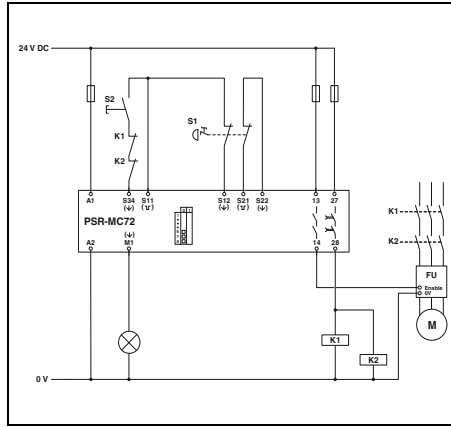 24 V DC
S2
S1
K1
K2
A1 S34 S11 S12 S21 S22 13 27
PSR-MC72
A2 M1 14 28
K1
K2
FU
Enable
0V
M
K1
K2
0 V